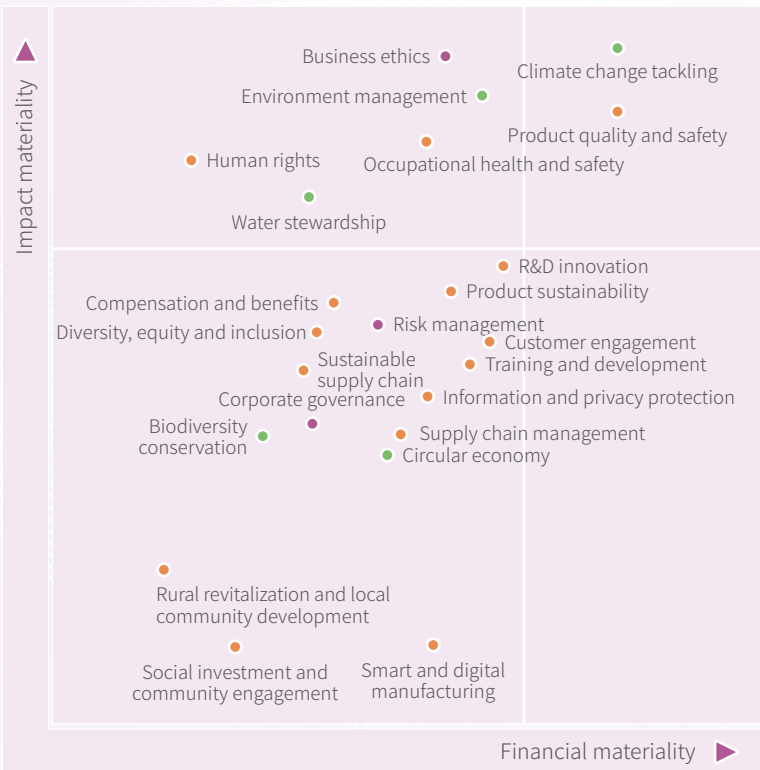 Impact materiality
Business ethics
Climate change tackling
Environment management
Product quality and safety
Human rights
Occupational health and safety
Water stewardship
R&D innovation
Product sustainability
Compensation and benefits
Risk management
Diversity, equity and inclusion
Customer engagement
Sustainable
supply chain
Training and development
Corporate governance
Information and privacy protection
Biodiversity
conservation
Supply chain management
Circular economy
Rural revitalization and local
community development
Social investment and
community engagement
Smart and digital
manufacturing
Financial materiality